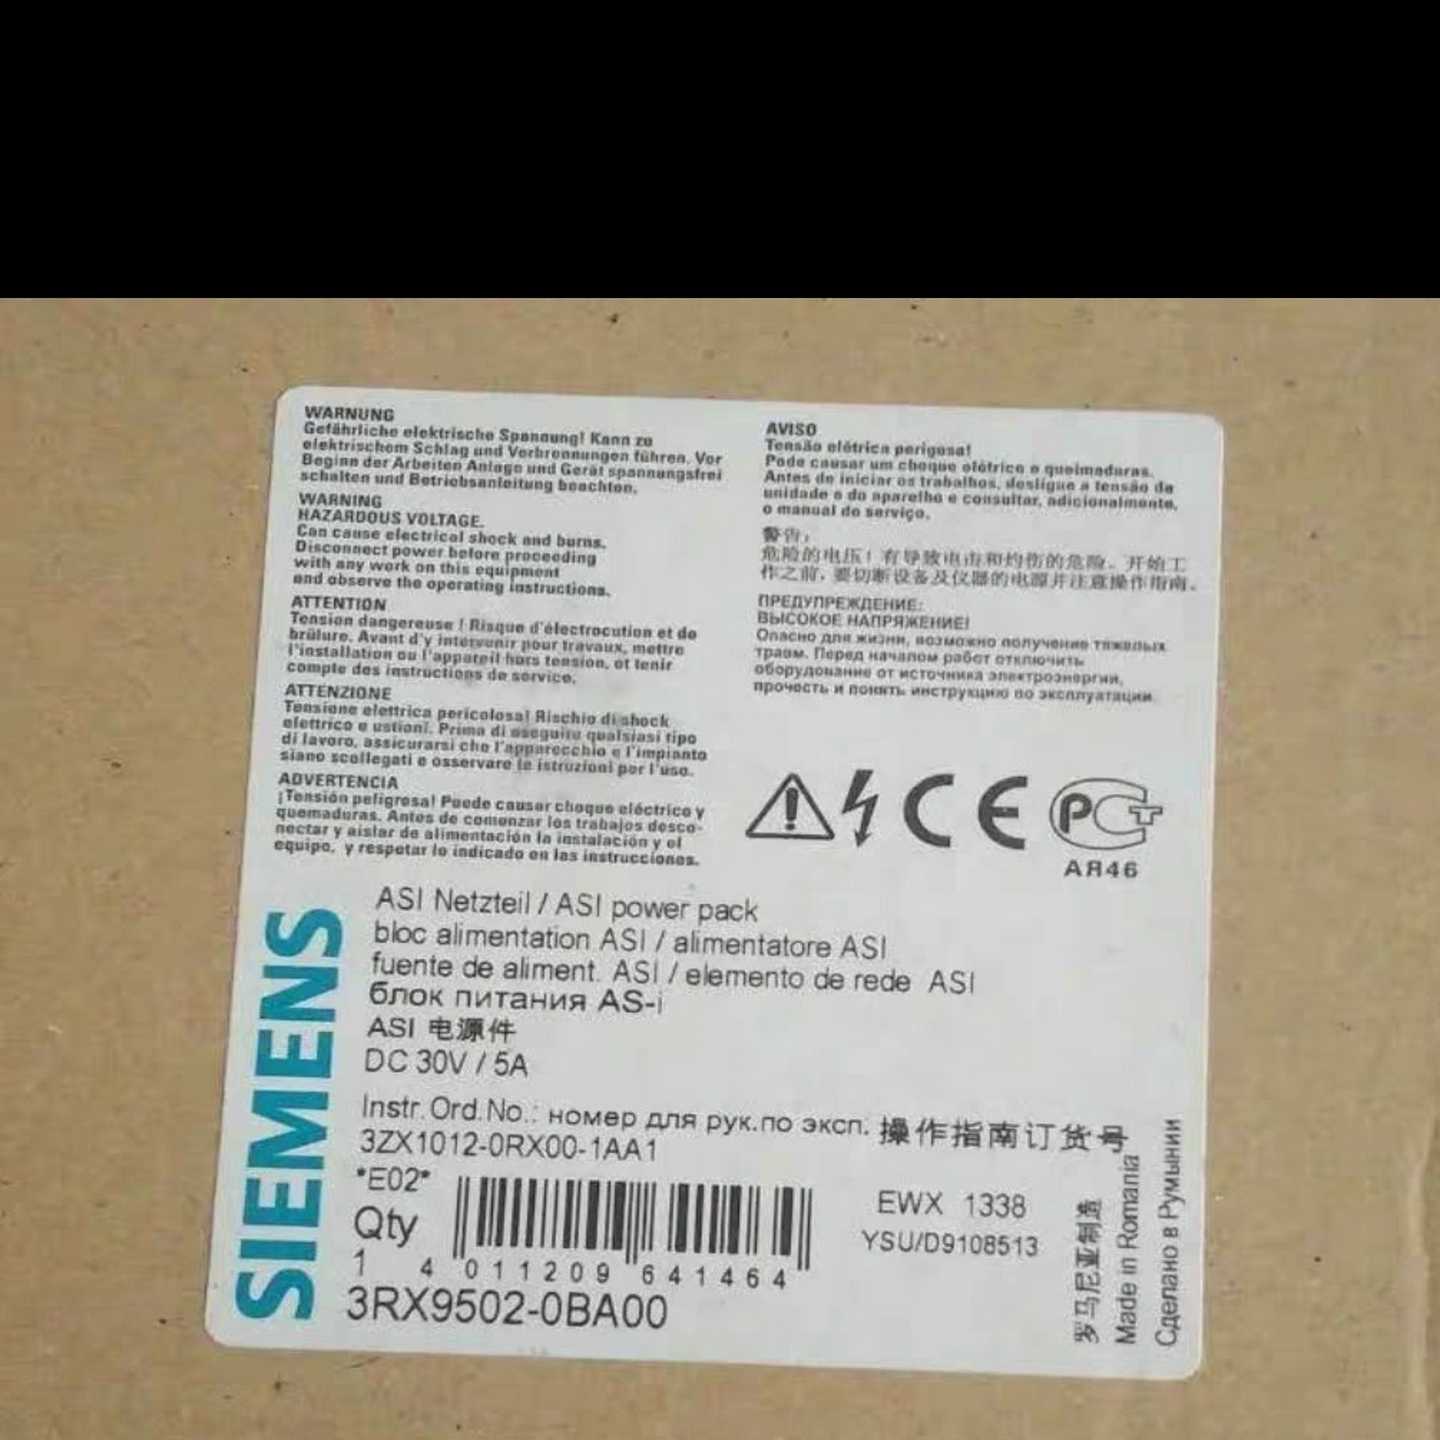 WARNUNG
Gefährliche elektrische Spannung! Kann zu
elektrischem Schlag und Verbrennungen führen. Vor
Beginn der Arbeiten Anlage und Gerät spannungsfrei
schalten und Betriebsanleitung beachten.
WARNING
HAZARDOUS VOLTAGE.
Can cause electrical shock and burns.
Disconnect power before proceeding
with any work on this equipment
and observe the operating instructions.
ATTENTION
Tension dangereuse ! Risque d'électrocution et de
brûlure. Avant d'y intervenir pour travaux, mettre
l'installation ou l'appareil hors tension, et tenir
compte des instructions de service.
ATTENZIONE
Tensione elettrica pericolosa! Rischio di shock
elettrico e ustioni. Prima di eseguire qualsiasi tipo
di lavoro, assicurarsi che l'apparecchio e l'impianto
siano scollegati e osservare le istruzioni per l'uso.
ADVERTENCIA
¡Tensión peligrosa! Puede causar choque eléctrico y
quemaduras. Antes de comenzar los trabajos desco-
nectar y aislar de alimentación la instalación y el
equipo, y respetar lo indicado en las instrucciones.
AVISO
Tensão elétrica perigosa!
Pode causar um choque elétrico e queimaduras.
Antes de iniciar os trabalhos, desligue a tensão da
unidade e do aparelho e consultar, adicionalmente,
o manual do serviço.
警告，
危险的电压！有导致电击和灼伤的危险。开始工
作之前，要切断设备及仪器的电源并注意操作指南。
ПРЕДУПРЕЖДЕНИЕ:
ВЫСОКОЕ НАПРЯЖЕНИЕ!
Опасно для жизни, возможно получение тяжелых
травм. Перед началом работ отключить
оборудование от источника электроэнергии,
прочесть и понять инструкцию по эксплуатации.
CE
РСТ
АЯ46
SIEMENS
ASI Netzteil / ASI power pack
bloc alimentation ASI / alimentatore ASI
fuente de aliment. ASI / elemento de rede ASI
блок питания AS-i
ASI 电源件
DC 30V / 5A
Instr.Ord.No.: номер для рук.по эксп. 操作指南订货号
3ZX1012-0RX00-1AA1
*E02*
Qty
1
4 011209 641464
3RX9502-0BA00
EWX 1338
YSU/D9108513
罗马尼亚制造
Made in Romania
Сделано в Румынии